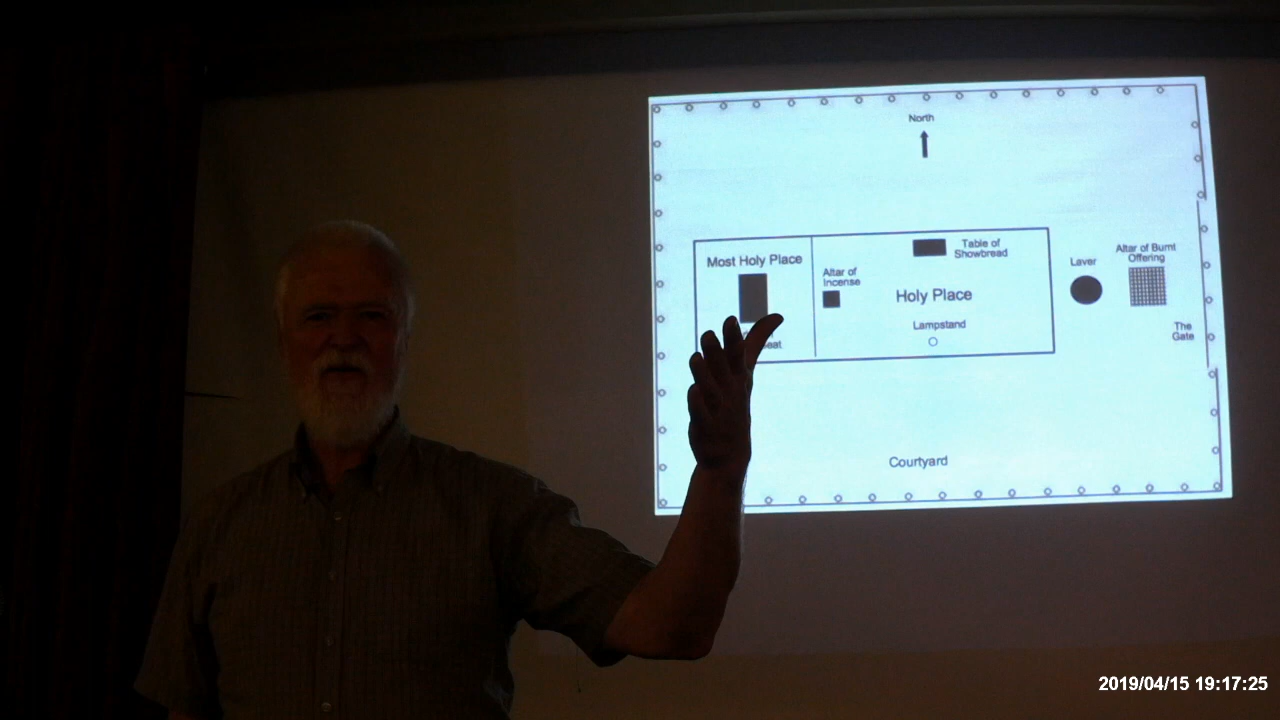 North
Most Holy Place
Altar of
Incense
Table of
Showbread
Holy Place
Lampstand
Laver
Altar of Burnt
Offering
The
Gate
Courtyard
2019/04/15 19:17:25